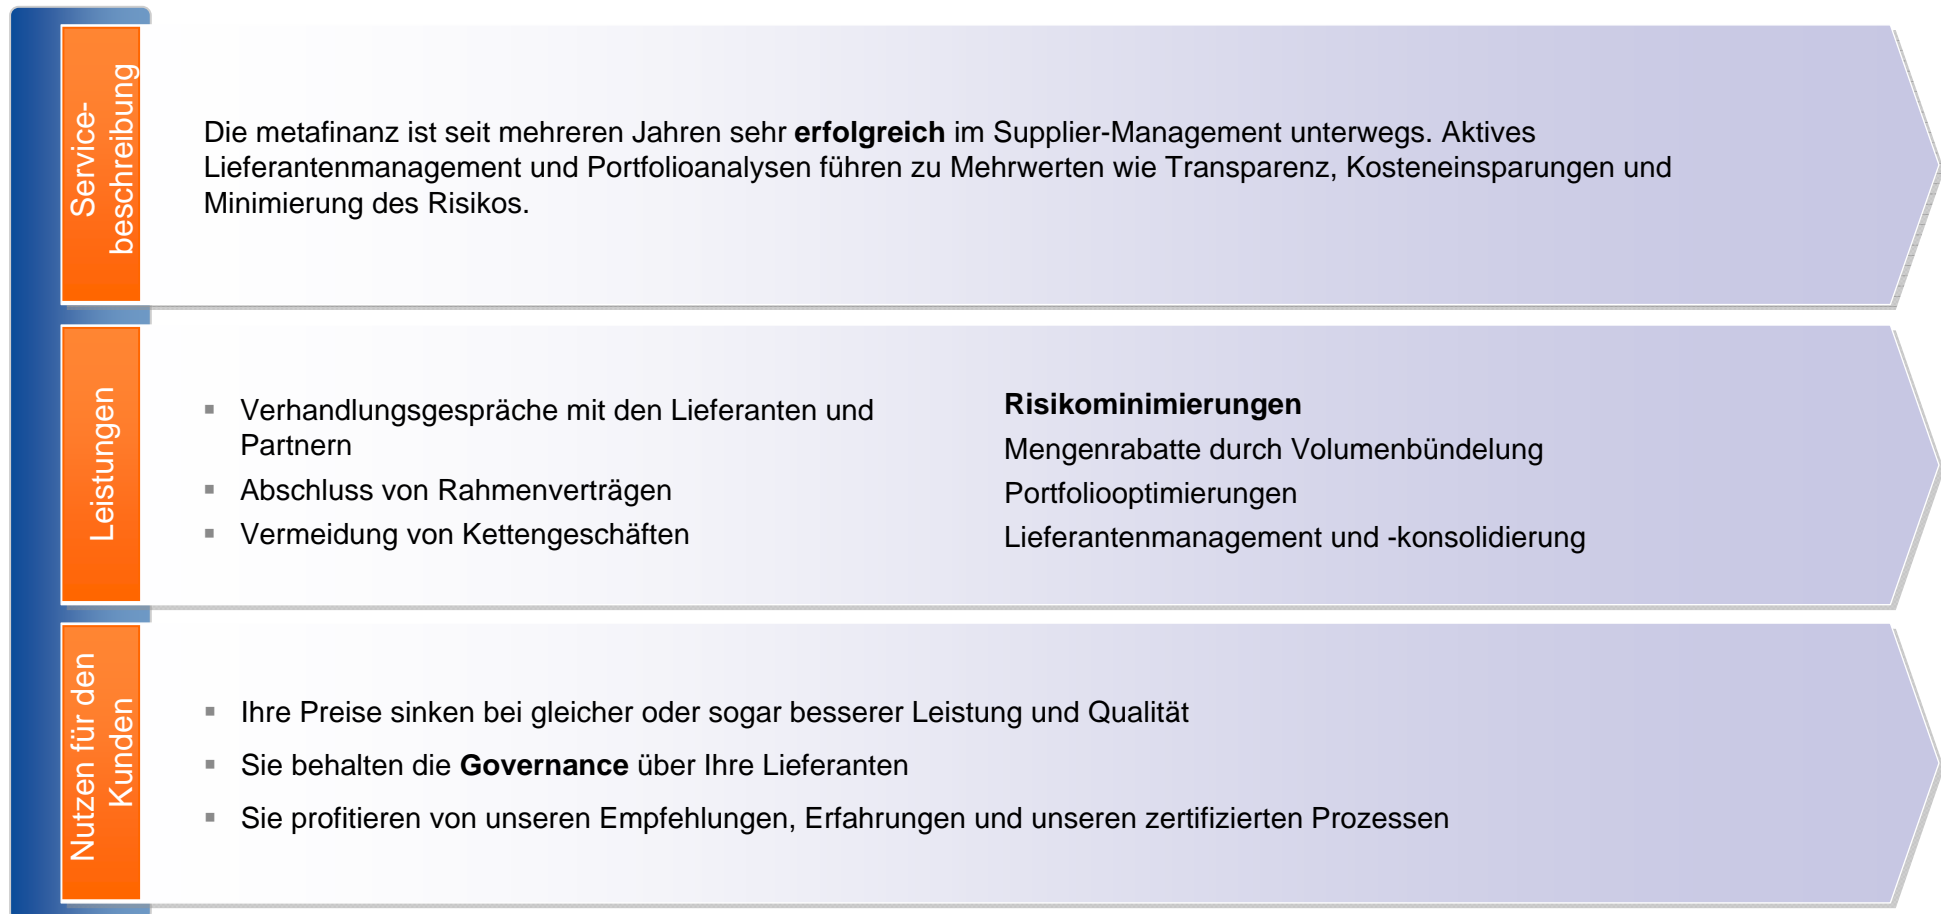 Service-
beschreibung
Die metafinanz ist seit mehreren Jahren sehr erfolgreich im Supplier-Management unterwegs. Aktives
Lieferantenmanagement und Portfolioanalysen führen zu Mehrwerten wie Transparenz, Kosteneinsparungen und
Minimierung des Risikos.
Leistungen
▪ Verhandlungsgespräche mit den Lieferanten und
Partnern
▪ Abschluss von Rahmenverträgen
▪ Vermeidung von Kettengeschäften
Risikominimierungen
Mengenrabatte durch Volumenbündelung
Portfoliooptimierungen
Lieferantenmanagement und -konsolidierung
Nutzen für den
Kunden
▪ Ihre Preise sinken bei gleicher oder sogar besserer Leistung und Qualität
▪ Sie behalten die Governance über Ihre Lieferanten
▪ Sie profitieren von unseren Empfehlungen, Erfahrungen und unseren zertifizierten Prozessen